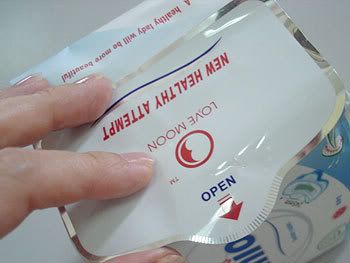 A healthy lady will be more beautiful
NEW HEALTHY ATTEMPT
LOVE MOON
TM
OPEN